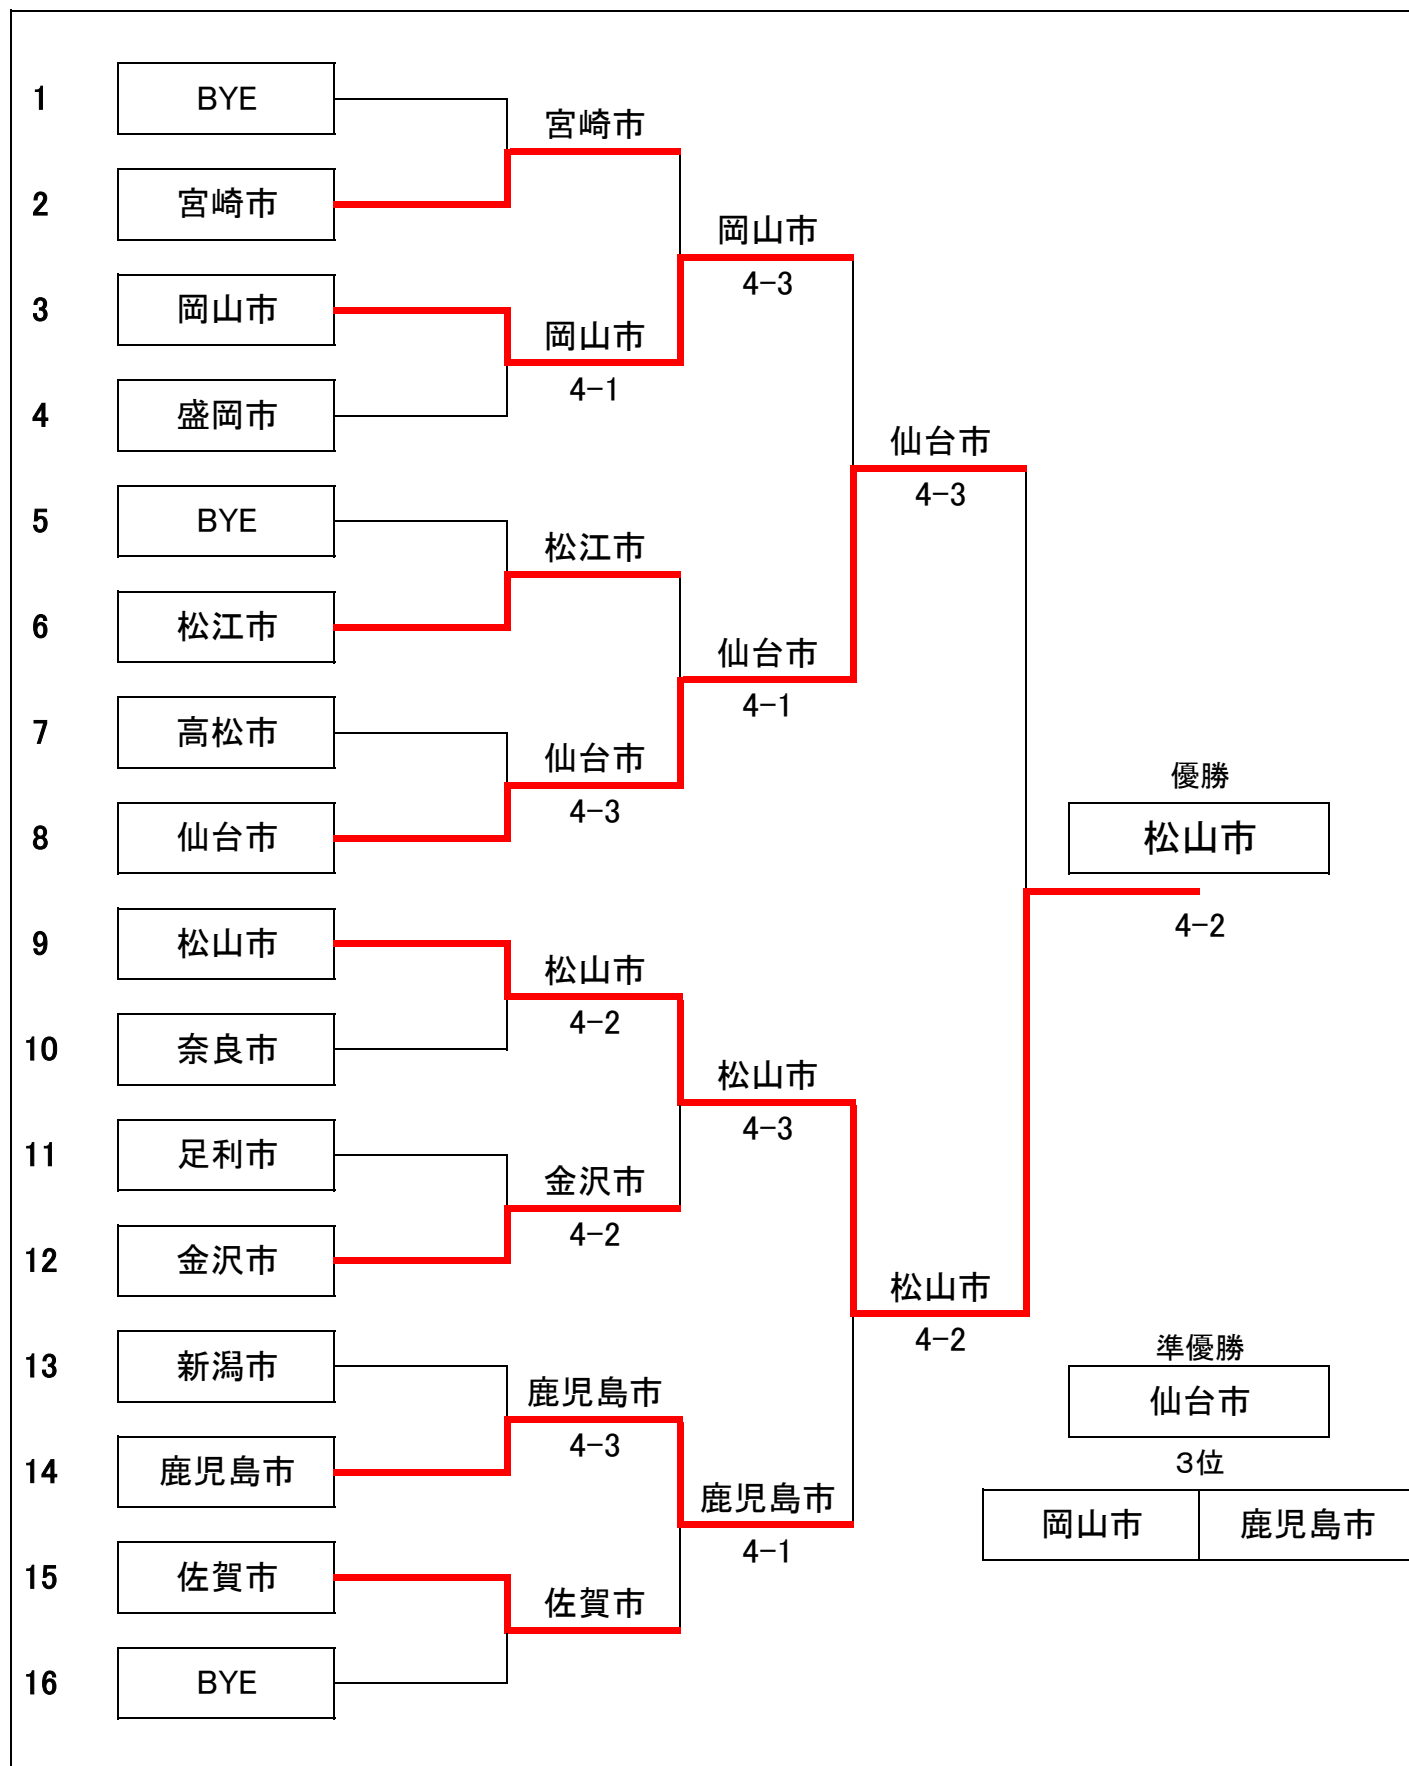 1 BYE
宮崎市
2 宮崎市
岡山市
4-3
3 岡山市
岡山市
4-1
4 盛岡市
仙台市
4-3
5 BYE
松江市
6 松江市
仙台市
4-1
7 高松市
仙台市
4-3
8 仙台市
優勝
松山市
4-2
9 松山市
松山市
4-2
10 奈良市
松山市
4-3
11 足利市
金沢市
4-2
12 金沢市
松山市
4-2
13 新潟市
鹿児島市
4-3
14 鹿児島市
鹿児島市
4-1
15 佐賀市
佐賀市
16 BYE
準優勝
仙台市
3位
岡山市 鹿児島市